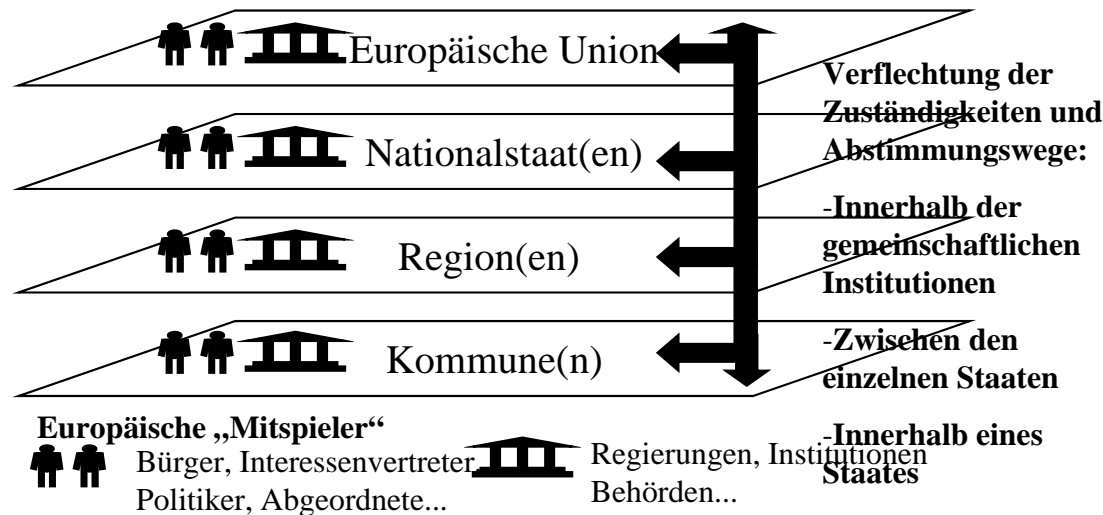 Europäische Union
Nationalstaat(en)
Region(en)
Kommune(n)
Verflechtung der
Zuständigkeiten und
Abstimmungswege:
-Innerhalb der
gemeinschaftlichen
Institutionen
-Zwischen den
einzelnen Staaten
-Innerhalb eines
Staates
Europäische „Mitspieler“
Bürger, Interessenvertreter
Politiker, Abgeordnete...
Regierungen, Institutionen
Behörden...